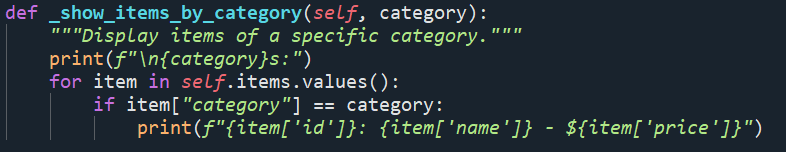 def _show_items_by_category(self, category):
    """Display items of a specific category."""
    print(f"\n{category}s:")
    for item in self.items.values():
        if item["category"] == category:
            print(f"{item['id']}: {item['name']} - ${item['price']}")